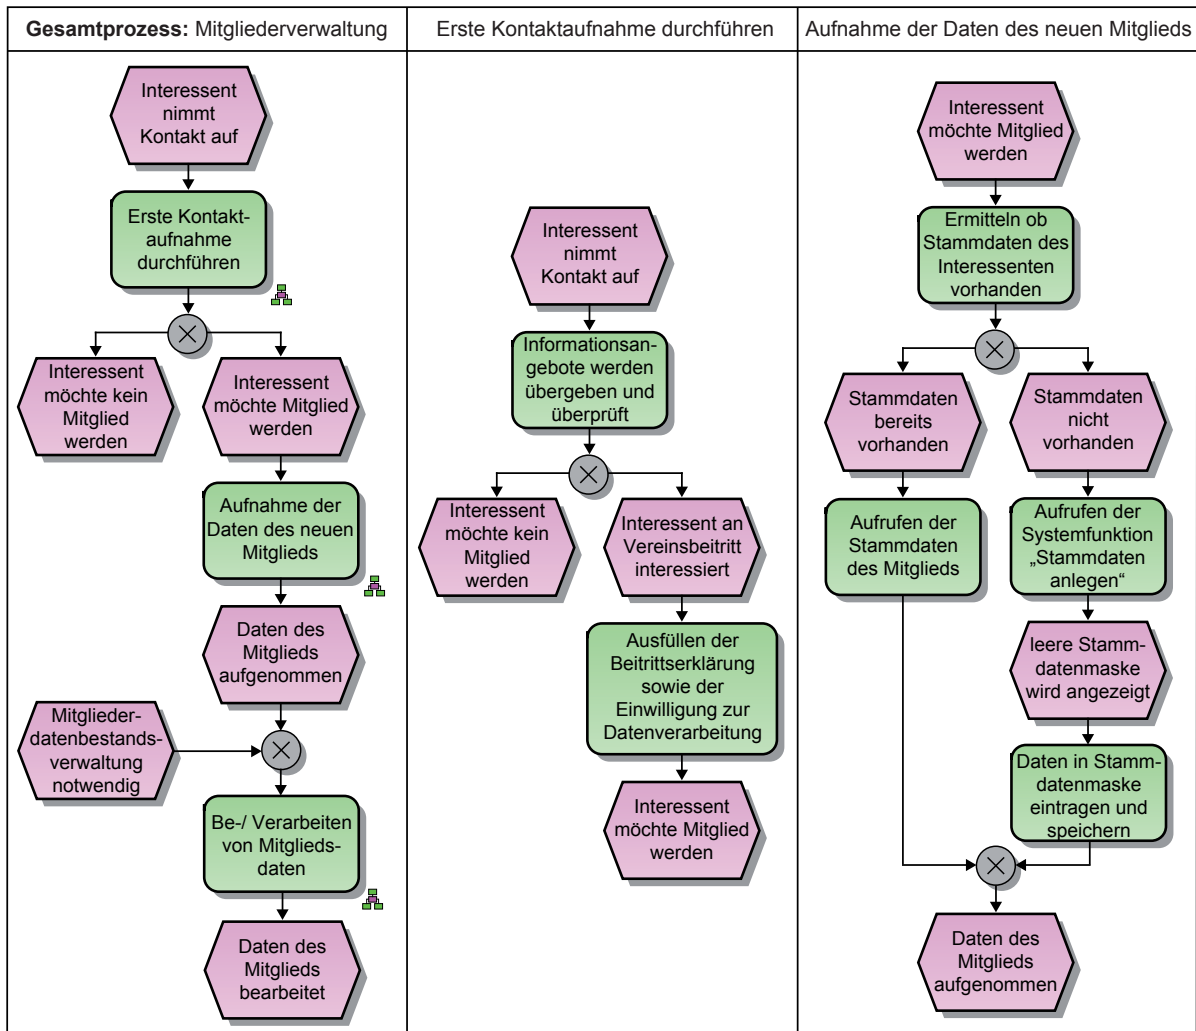 Gesamtprozess: Mitgliederverwaltung
Interessent
nimmt
Kontakt auf
Erste Kontakt-
aufnahme
durchführen
Interessent
möchte kein
Mitglied
werden
Interessent
möchte Mitglied
werden
Aufnahme der
Daten des neuen
Mitglieds
Daten des
Mitglieds
aufgenommen
Mitglieder-
datenbestands-
verwaltung
notwendig
Be-/ Verarbeiten
von Mitglieds-
daten
Daten des
Mitglieds
bearbeitet
Erste Kontaktaufnahme durchführen
Interessent
nimmt
Kontakt auf
Informationsan-
gebote werden
übergeben und
überprüft
Interessent
möchte kein
Mitglied
werden
Interessent an
Vereinsbeitritt
interessiert
Ausfüllen der
Beitrittserklärung
sowie der
Einwilligung zur
Datenverarbeitung
Interessent
möchte Mitglied
werden
Aufnahme der Daten des neuen Mitglieds
Interessent
möchte Mitglied
werden
Ermitteln ob
Stammdaten des
Interessenten
vorhanden
Stammdaten
bereits
vorhanden
Stammdaten
nicht
vorhanden
Aufrufen der
Stammdaten
des Mitglieds
Aufrufen der
Systemfunktion
„Stammdaten
anlegen“
leere Stamm-
datenmaske
wird angezeigt
Daten in Stamm-
datenmaske
eintragen und
speichern
Daten des
Mitglieds
aufgenommen